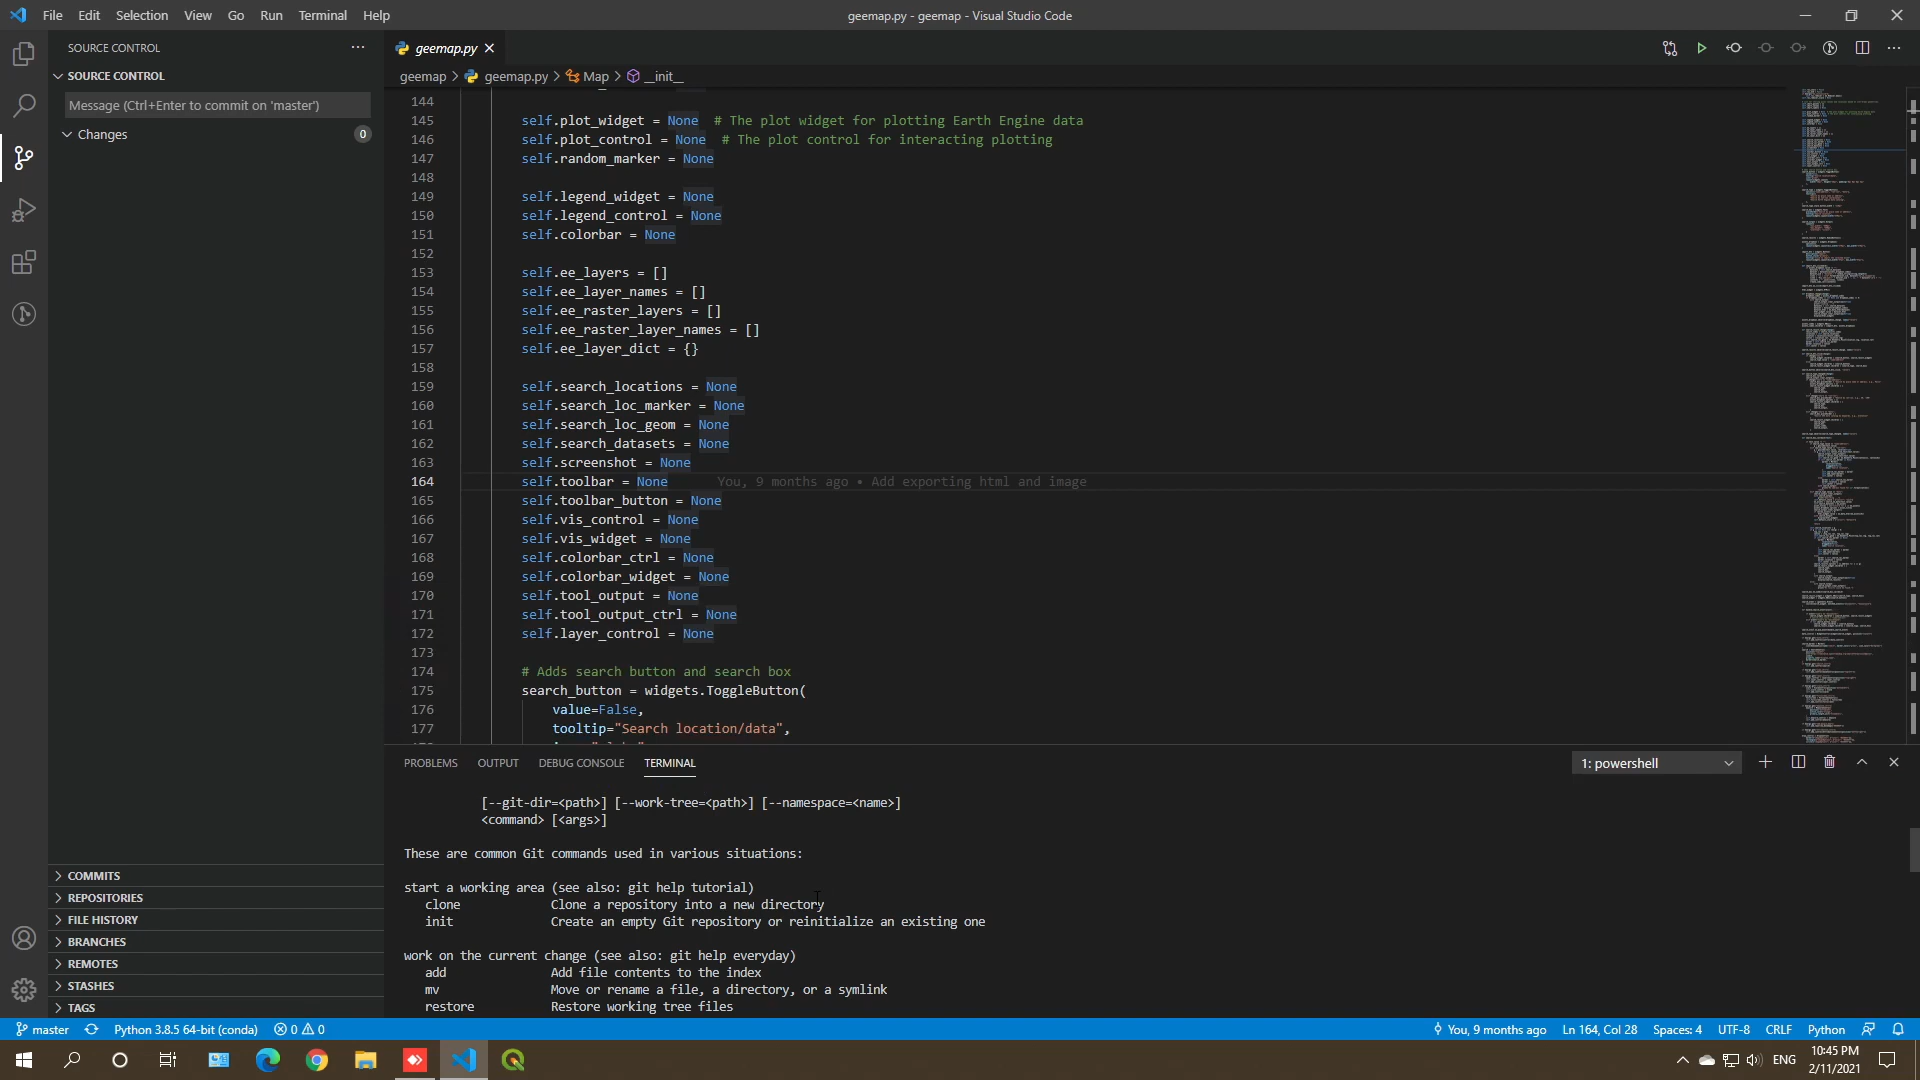 File Edit Selection View Go Run Terminal Help
geemap.py - geemap - Visual Studio Code
SOURCE CONTROL
SOURCE CONTROL
Message (Ctrl+Enter to commit on 'master')
Changes 0
COMMITS
REPOSITORIES
FILE HISTORY
BRANCHES
REMOTES
STASHES
TAGS
geemap.py
geemap > geemap.py > Map > __init__
144
145 self.plot_widget = None # The plot widget for plotting Earth Engine data
146 self.plot_control = None # The plot control for interacting plotting
147 self.random_marker = None
148
149 self.legend_widget = None
150 self.legend_control = None
151 self.colorbar = None
152
153 self.ee_layers = []
154 self.ee_layer_names = []
155 self.ee_raster_layers = []
156 self.ee_raster_layer_names = []
157 self.ee_layer_dict = {}
158
159 self.search_locations = None
160 self.search_loc_marker = None
161 self.search_loc_geom = None
162 self.search_datasets = None
163 self.screenshot = None
164 self.toolbar = None You, 9 months ago • Add exporting html and image
165 self.toolbar_button = None
166 self.vis_control = None
167 self.vis_widget = None
168 self.colorbar_ctrl = None
169 self.colorbar_widget = None
170 self.tool_output = None
171 self.tool_output_ctrl = None
172 self.layer_control = None
173
174 # Adds search button and search box
175 search_button = widgets.ToggleButton(
176 value=False,
177 tooltip="Search location/data",
PROBLEMS OUTPUT DEBUG CONSOLE TERMINAL
1: powershell
[--git-dir=<path>] [--work-tree=<path>] [--namespace=<name>]
<command> [<args>]
These are common Git commands used in various situations:
start a working area (see also: git help tutorial)
clone Clone a repository into a new directory
init Create an empty Git repository or reinitialize an existing one
work on the current change (see also: git help everyday)
add Add file contents to the index
mv Move or rename a file, a directory, or a symlink
restore Restore working tree files
master Python 3.8.5 64-bit (conda) 0 0
You, 9 months ago Ln 164, Col 28 Spaces: 4 UTF-8 CRLF Python
ENG
10:45 PM
2/11/2021